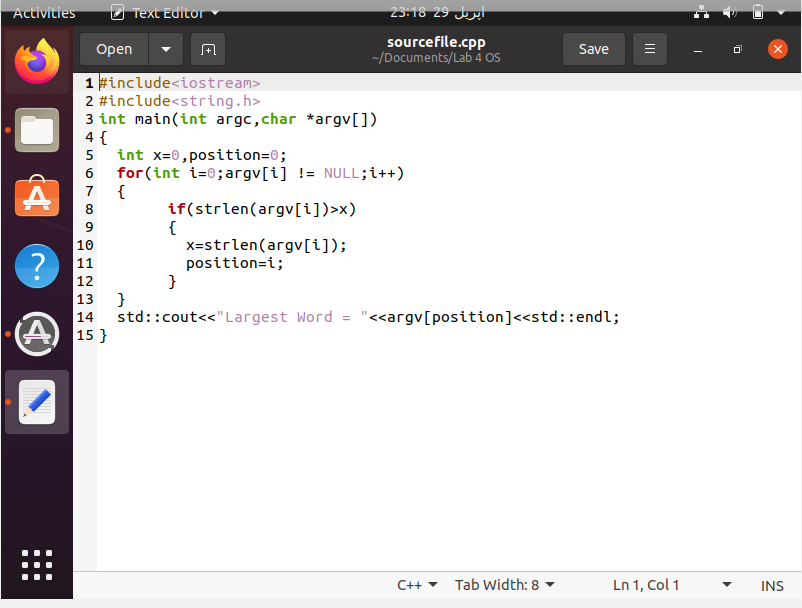 Activities
Text Editor
23:18 29 اپریل
Open
sourcefile.cpp
~/Documents/Lab 4 OS
Save
1 #include<iostream>
2 #include<string.h>
3 int main(int argc,char *argv[])
4 {
5 int x=0,position=0;
6 for(int i=0;argv[i] != NULL;i++)
7 {
8 if(strlen(argv[i])>x)
9 {
10 x=strlen(argv[i]);
11 position=i;
12 }
13 }
14 std::cout<<"Largest Word = "<<argv[position]<<std::endl;
15 }
C++
Tab Width: 8
Ln 1, Col 1
INS